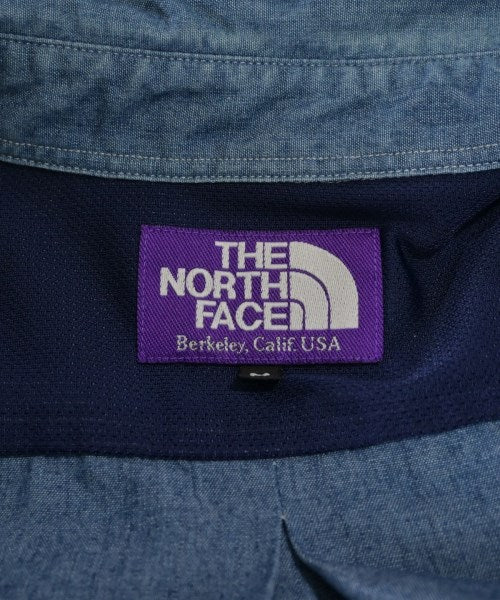 THE
NORTH
FACE
Berkeley, Calif. USA